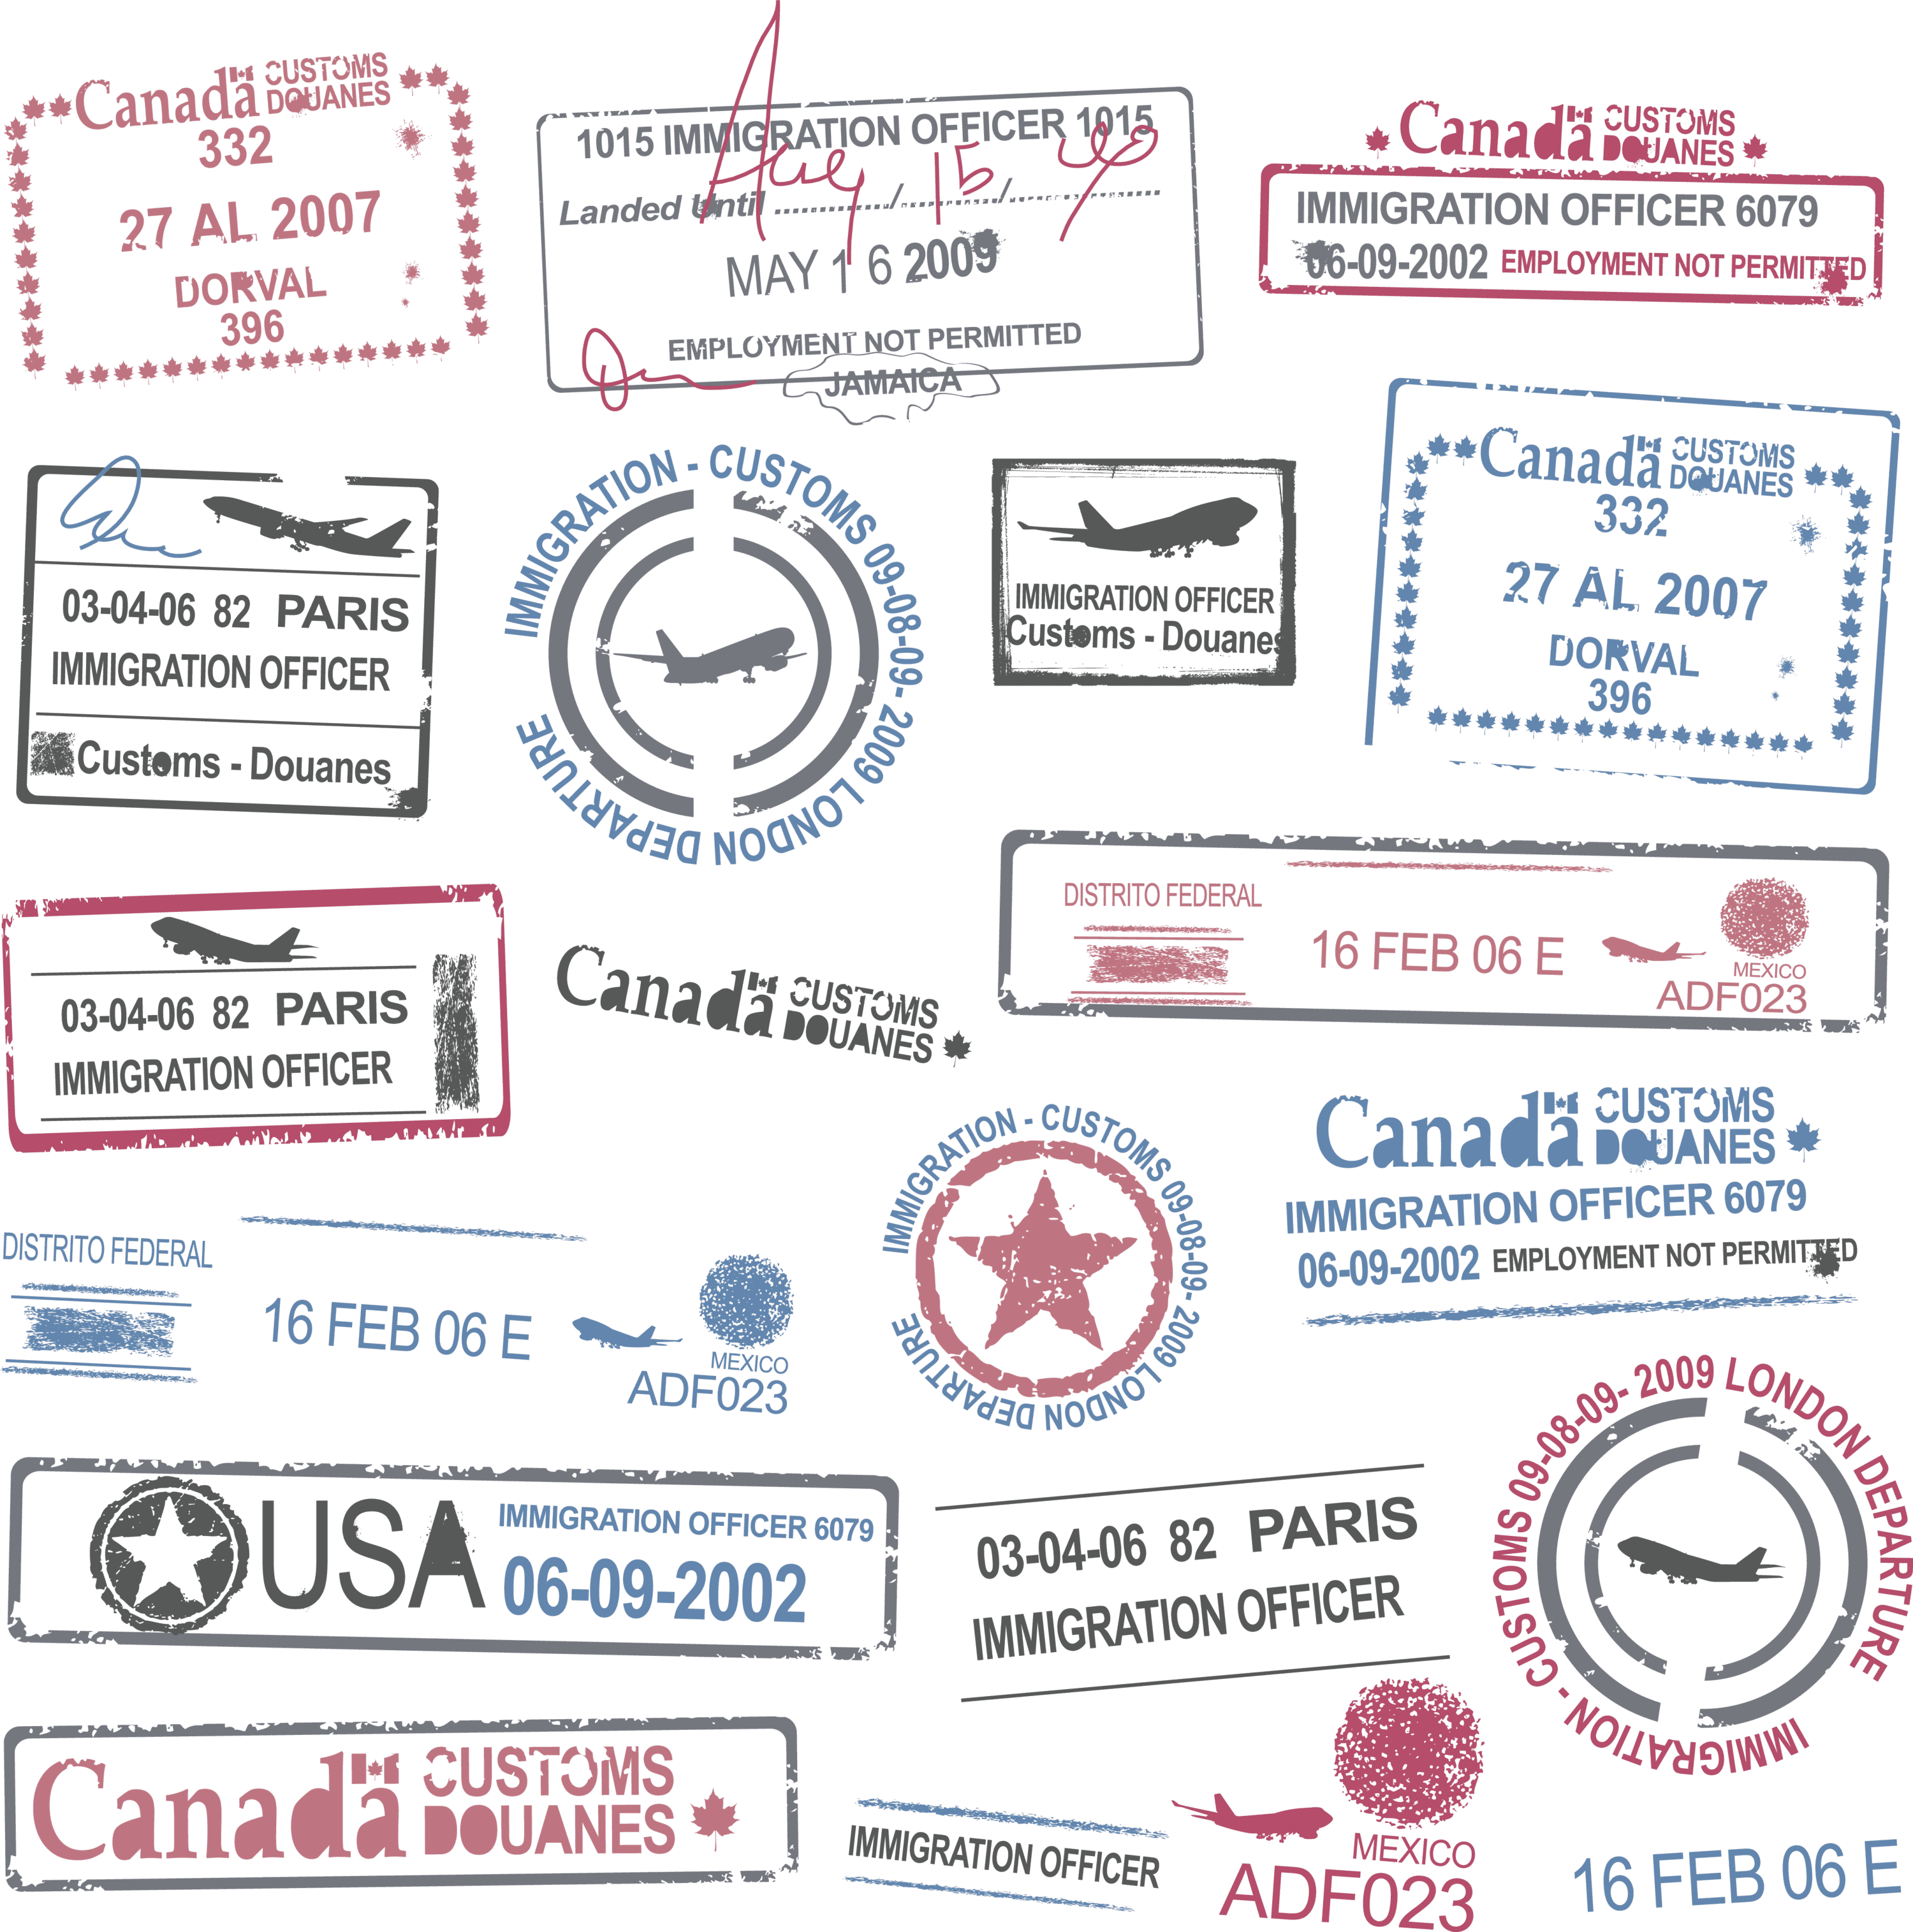 Canada CUSTOMS
DOUANES
332
27 AL 2007
DORVAL
396
1015 IMMIGRATION OFFICER 1015
Landed Until ............/............/................
Aug 15
MAY 16 2009
EMPLOYMENT NOT PERMITTED
JAMAICA
Canada CUSTOMS
DOUANES
IMMIGRATION OFFICER 6079
06-09-2002 EMPLOYMENT NOT PERMITTED
03-04-06 82 PARIS
IMMIGRATION OFFICER
Customs - Douanes
IMMIGRATION - CUSTOMS 09-08-09- 2009 LONDON DEPARTURE
IMMIGRATION OFFICER
Customs - Douanes
Canada CUSTOMS
DOUANES
332
27 AL 2007
DORVAL
396
03-04-06 82 PARIS
IMMIGRATION OFFICER
Canada CUSTOMS
DOUANES
DISTRITO FEDERAL
16 FEB 06 E
MEXICO
ADF023
DISTRITO FEDERAL
16 FEB 06 E
MEXICO
ADF023
IMMIGRATION - CUSTOMS 09-08-09- 2009 LONDON DEPARTURE
Canada CUSTOMS
DOUANES
IMMIGRATION OFFICER 6079
06-09-2002 EMPLOYMENT NOT PERMITTED
USA
IMMIGRATION OFFICER 6079
06-09-2002
03-04-06 82 PARIS
IMMIGRATION OFFICER
IMMIGRATION - CUSTOMS 09-08-09- 2009 LONDON DEPARTURE
Canada CUSTOMS
DOUANES
IMMIGRATION OFFICER
MEXICO
ADF023
16 FEB 06 E